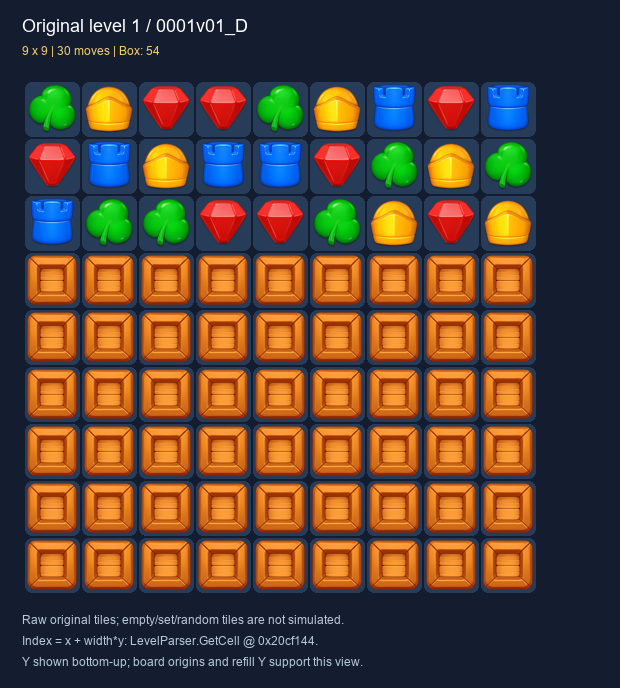 Original level 1 / 0001v01_D
9 x 9 | 30 moves | Box: 54
Raw original tiles; empty/set/random tiles are not simulated.
Index = x + width*y: LevelParser.GetCell @ 0x20cf144.
Y shown bottom-up; board origins and refill Y support this view.